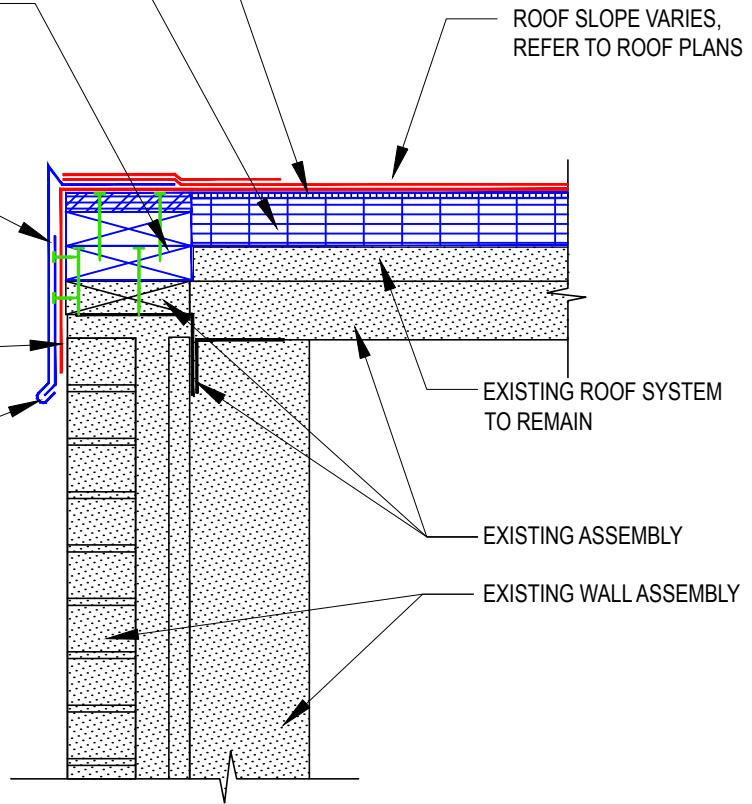 ROOF SLOPE VARIES,
REFER TO ROOF PLANS
EXISTING ROOF SYSTEM
TO REMAIN
EXISTING ASSEMBLY
EXISTING WALL ASSEMBLY